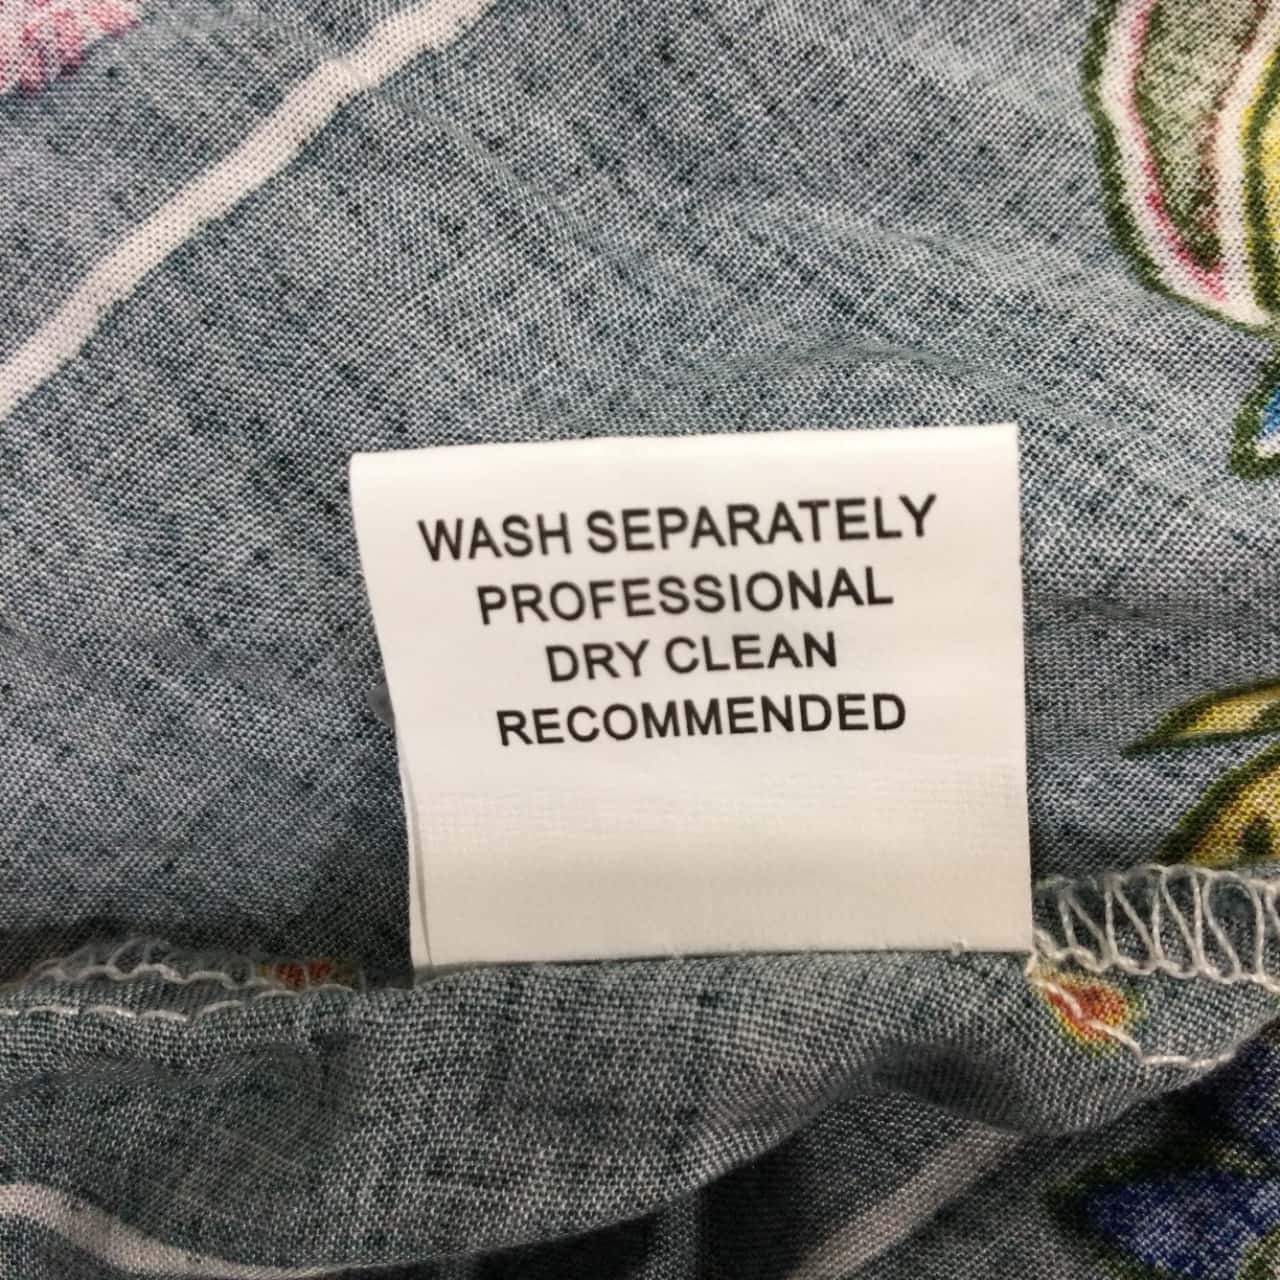 WASH SEPARATELY
PROFESSIONAL
DRY CLEAN
RECOMMENDED